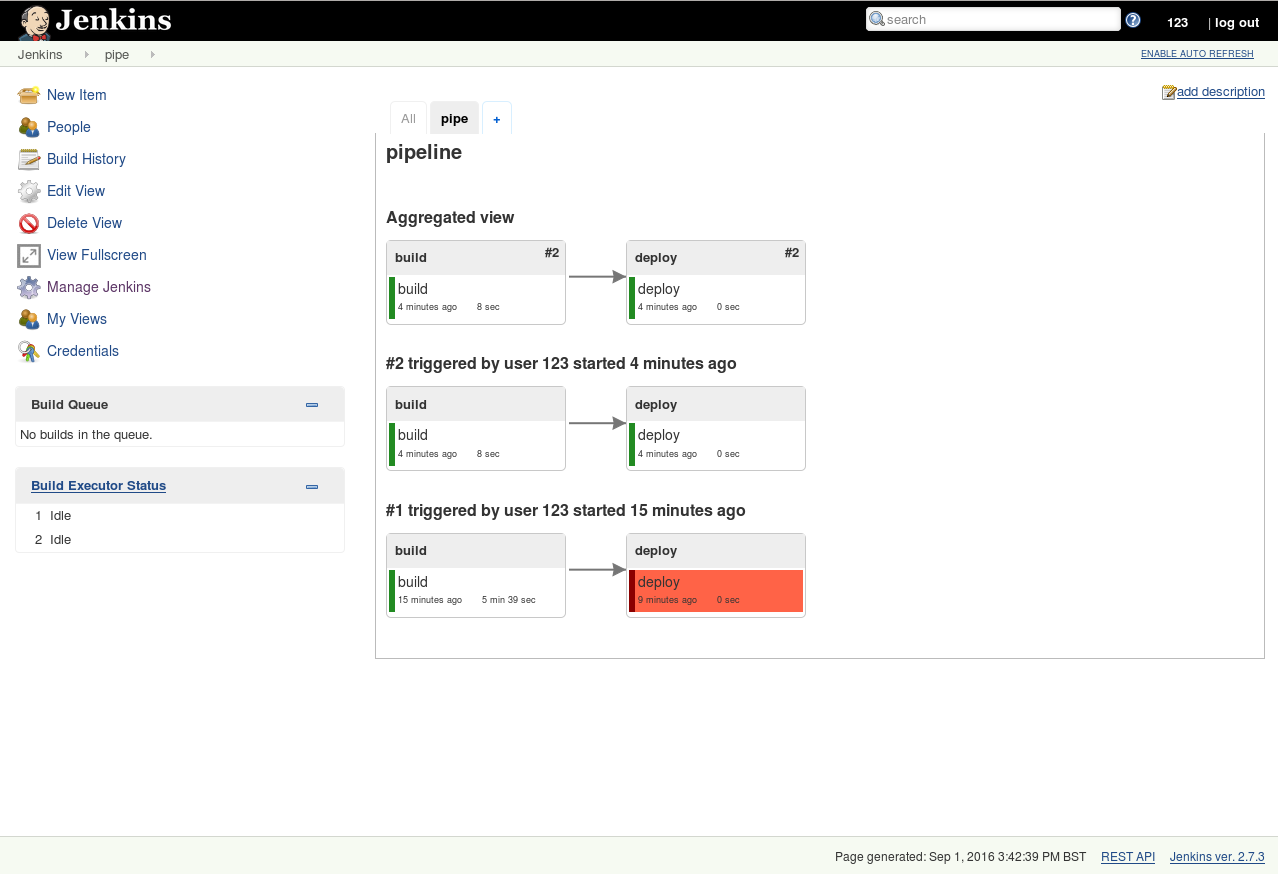 Jenkins
search
?
123
| log out
Jenkins
pipe
ENABLE AUTO REFRESH
New Item
People
Build History
Edit View
Delete View
View Fullscreen
Manage Jenkins
My Views
Credentials
Build Queue
No builds in the queue.
Build Executor Status
1 Idle
2 Idle
add description
All
pipe
+
pipeline
Aggregated view
build #2
build
4 minutes ago 8 sec
deploy #2
deploy
4 minutes ago 0 sec
#2 triggered by user 123 started 4 minutes ago
build
build
4 minutes ago 8 sec
deploy
deploy
4 minutes ago 0 sec
#1 triggered by user 123 started 15 minutes ago
build
build
15 minutes ago 5 min 39 sec
deploy
deploy
9 minutes ago 0 sec
Page generated: Sep 1, 2016 3:42:39 PM BST
REST API
Jenkins ver. 2.7.3